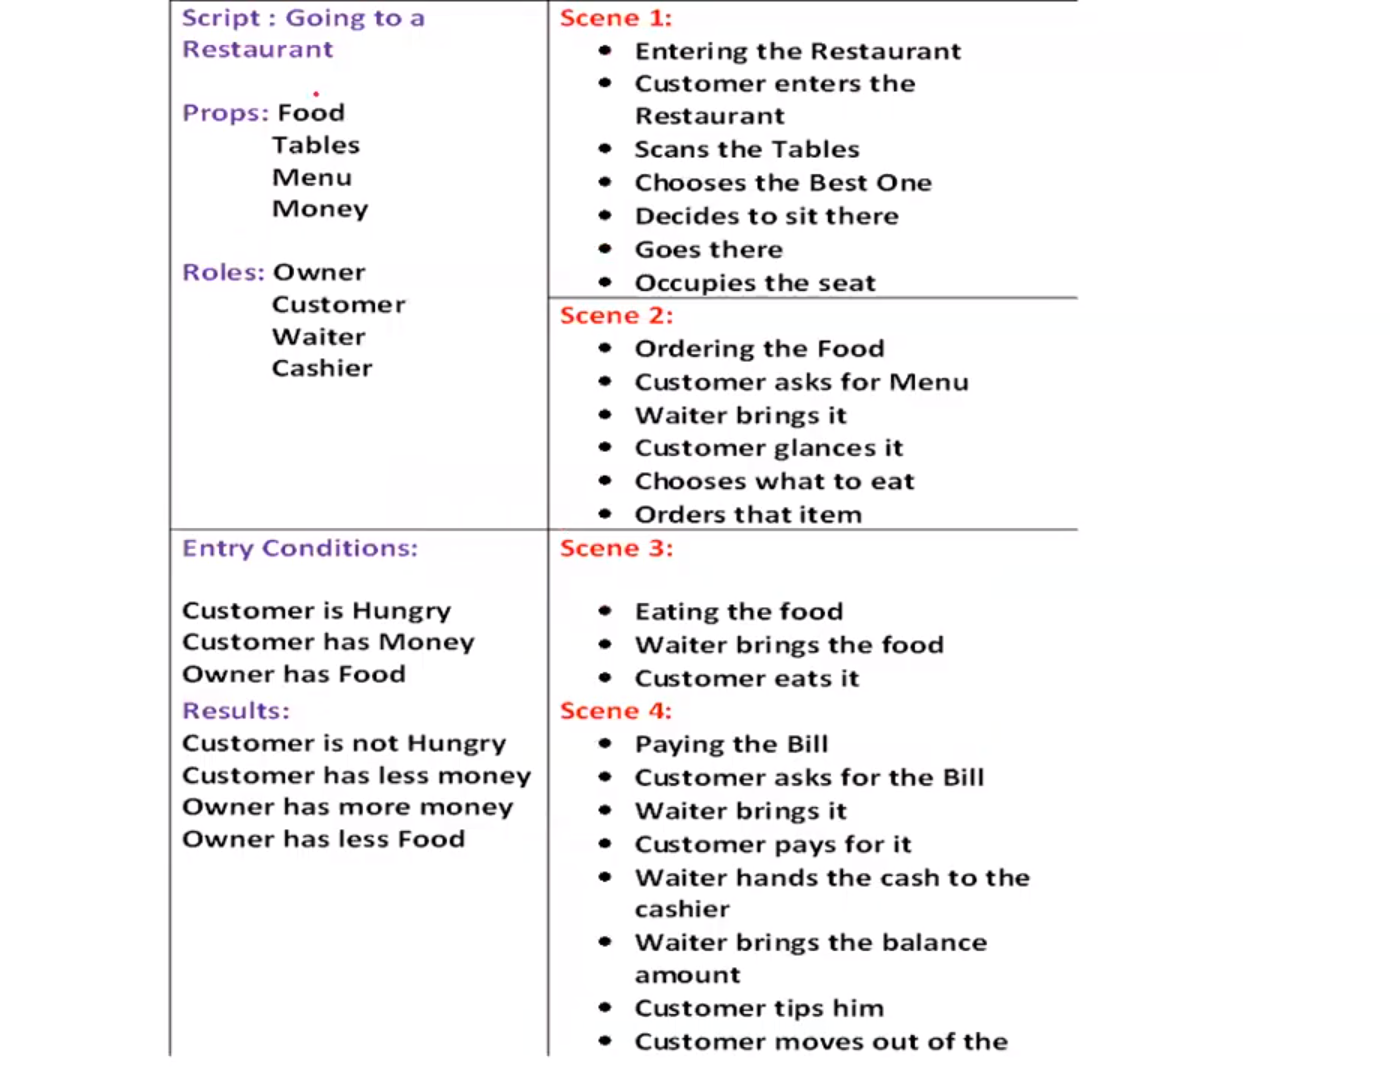 Script : Going to a
Restaurant
Props: Food
Tables
Menu
Money
Roles: Owner
Customer
Waiter
Cashier
Scene 1:
• Entering the Restaurant
• Customer enters the
Restaurant
• Scans the Tables
• Chooses the Best One
• Decides to sit there
• Goes there
• Occupies the seat
Scene 2:
• Ordering the Food
• Customer asks for Menu
• Waiter brings it
• Customer glances it
• Chooses what to eat
• Orders that item
Entry Conditions:
Customer is Hungry
Customer has Money
Owner has Food
Results:
Customer is not Hungry
Customer has less money
Owner has more money
Owner has less Food
Scene 3:
• Eating the food
• Waiter brings the food
• Customer eats it
Scene 4:
• Paying the Bill
• Customer asks for the Bill
• Waiter brings it
• Customer pays for it
• Waiter hands the cash to the
cashier
• Waiter brings the balance
amount
• Customer tips him
• Customer moves out of the